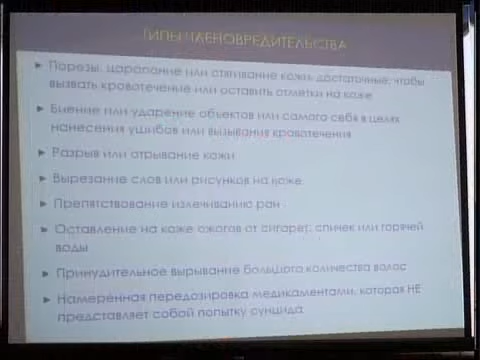 ТИПЫ ЧЛЕНОВРЕДИТЕЛЬСТВА
► Порезы, царапание или отягивание кожи, достаточные, чтобы
вызвать кровотечение или оставить отметки на коже
► Биение или ударение объектов или самого себя в целях
нанесения ушибов или вызывания кровотечения
► Разрыв или отрывание кожи
► Вырезание слов или рисунков на коже
► Препятствование излечиванию ран
► Оставление на коже ожогов от сигарет, спичек или горячей
воды
► Принудительное вырывание большого количества волос
► Намеренная передозировка медикаментами, которая НЕ
представляет собой попытку суицида